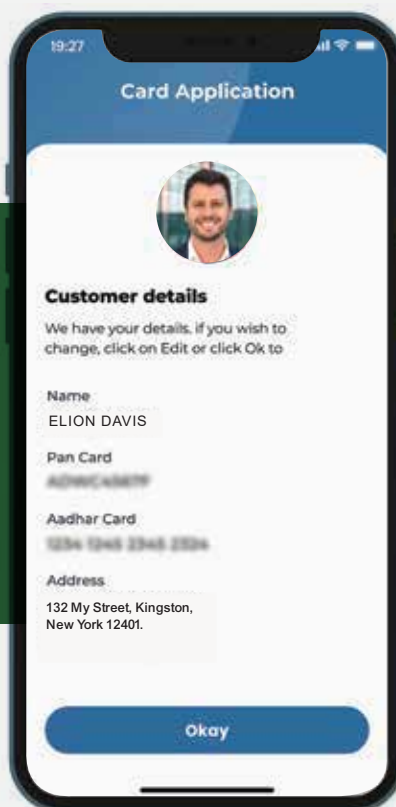 19:27
Card Application
Customer details
We have your details. if you wish to
change, click on Edit or click Ok to
Name
ELION DAVIS
Pan Card
Aadhar Card
Address
132 My Street, Kingston,
New York 12401.
Okay